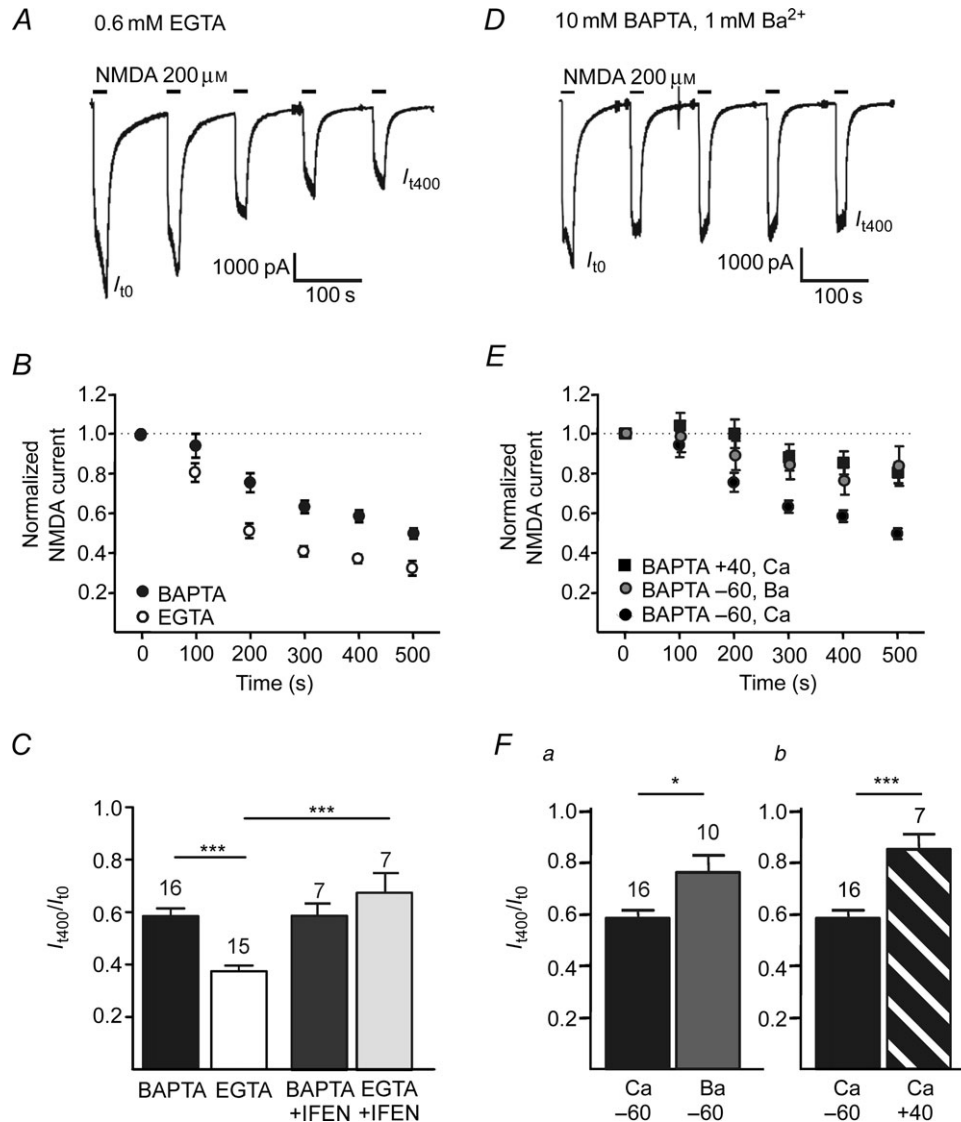 A 0.6 mM EGTA
NMDA 200 μM
I t0
I t400
1000 pA
100 s
D 10 mM BAPTA, 1 mM Ba2+
NMDA 200 μM
I t0
I t400
1000 pA
100 s
B
Normalized
NMDA current
1.2
1.0
0.8
0.6
0.4
0.2
BAPTA
EGTA
0 100 200 300 400 500
Time (s)
E
Normalized
NMDA current
1.2
1.0
0.8
0.6
0.4
0.2
BAPTA +40, Ca
BAPTA –60, Ba
BAPTA –60, Ca
0 100 200 300 400 500
Time (s)
C
It400/It0
1.0
0.8
0.6
0.4
0.2
***
***
16
15
7
7
BAPTA EGTA BAPTA +IFEN EGTA +IFEN
F
a
It400/It0
1.0
0.8
0.6
0.4
0.2
*
16
10
Ca –60 Ba –60
b
1.0
0.8
0.6
0.4
0.2
***
16
7
Ca –60 Ca +40